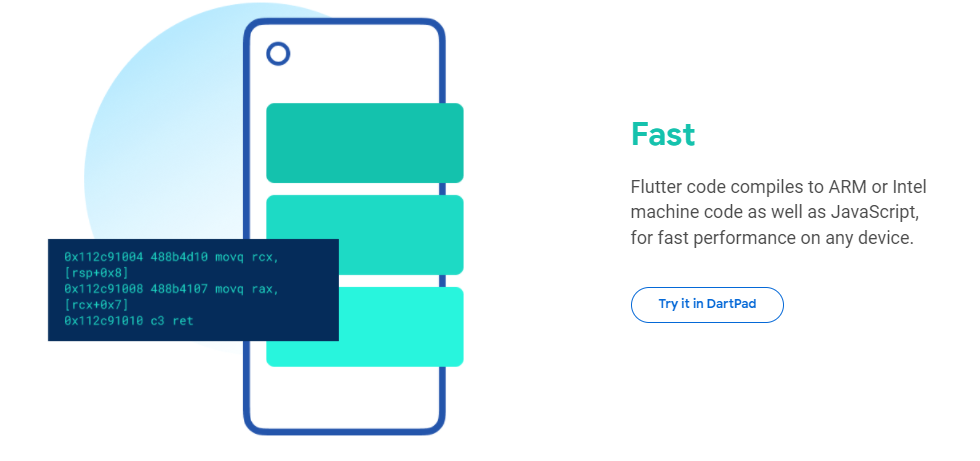 0x112c91004 488b4d10 movq rcx,
[rsp+0x8]
0x112c91008 488b4107 movq rax,
[rcx+0x7]
0x112c91010 c3 ret
Fast
Flutter code compiles to ARM or Intel
machine code as well as JavaScript,
for fast performance on any device.
Try it in DartPad